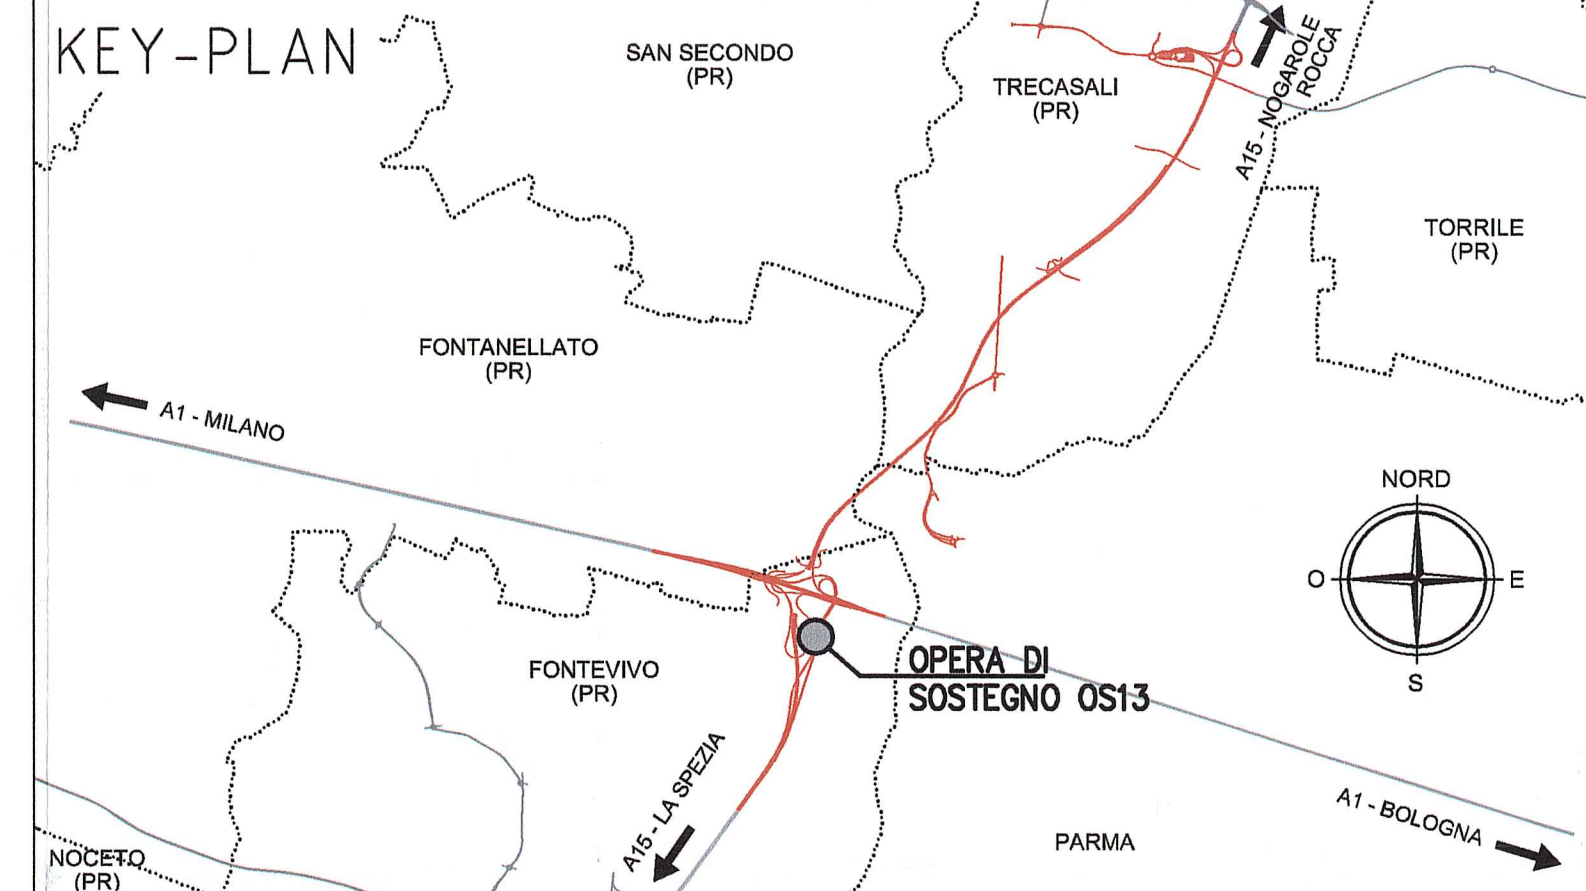 KEY-PLAN
SAN SECONDO
(PR)
TRECASALI
(PR)
A15 - NOGAROLE
ROCCA
TORRILE
(PR)
FONTANELLATO
(PR)
A1 - MILANO
NORD
O
E
S
OPERA DI
SOSTEGNO OS13
FONTEVIVO
(PR)
A15 - LA SPEZIA
A1 - BOLOGNA
PARMA
NOCETO
(PR)